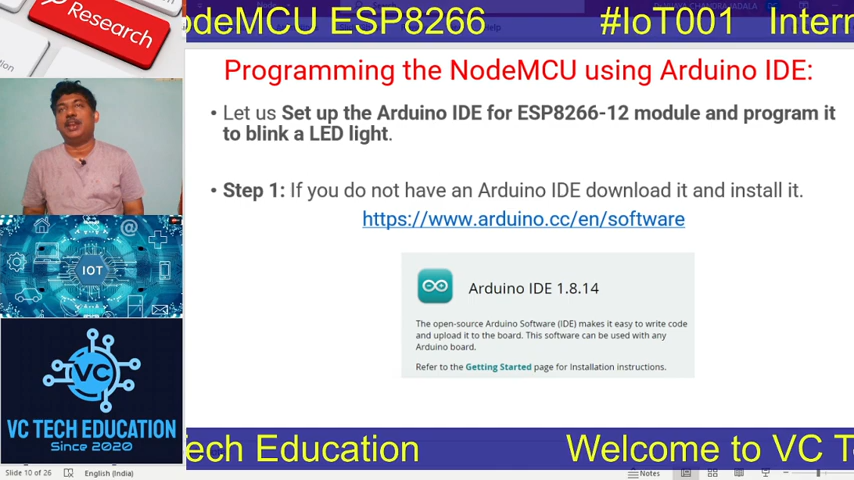 Research
odeMCU ESP8266 #IoT001 Intern
Programming the NodeMCU using Arduino IDE:
• Let us Set up the Arduino IDE for ESP8266-12 module and program it
to blink a LED light.
• Step 1: If you do not have an Arduino IDE download it and install it.
https://www.arduino.cc/en/software
Arduino IDE 1.8.14
The open-source Arduino Software (IDE) makes it easy to write code
and upload it to the board. This software can be used with any
Arduino board.
Refer to the Getting Started page for Installation instructions.
IOT
VC
VC TECH EDUCATION
Since 2020
ech Education Welcome to VC T
Slide 10 of 26 English (India) Notes